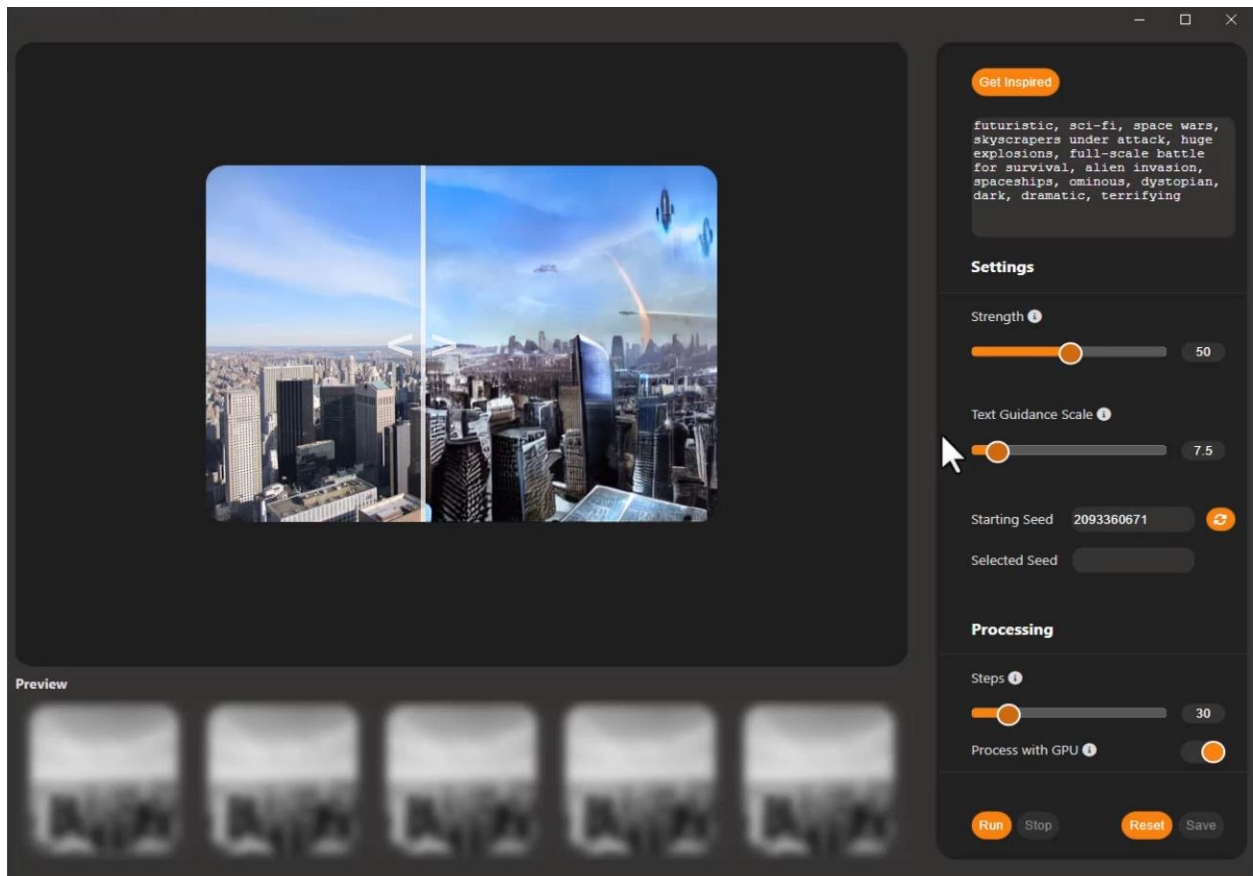 Get Inspired
futuristic, sci-fi, space wars,
skyscrapers under attack, huge
explosions, full-scale battle
for survival, alien invasion,
spaceships, ominous, dystopian,
dark, dramatic, terrifying
Settings
Strength
50
Text Guidance Scale
7.5
Starting Seed 2093360671
Selected Seed
Processing
Steps
30
Process with GPU
Run Stop Reset Save
Preview